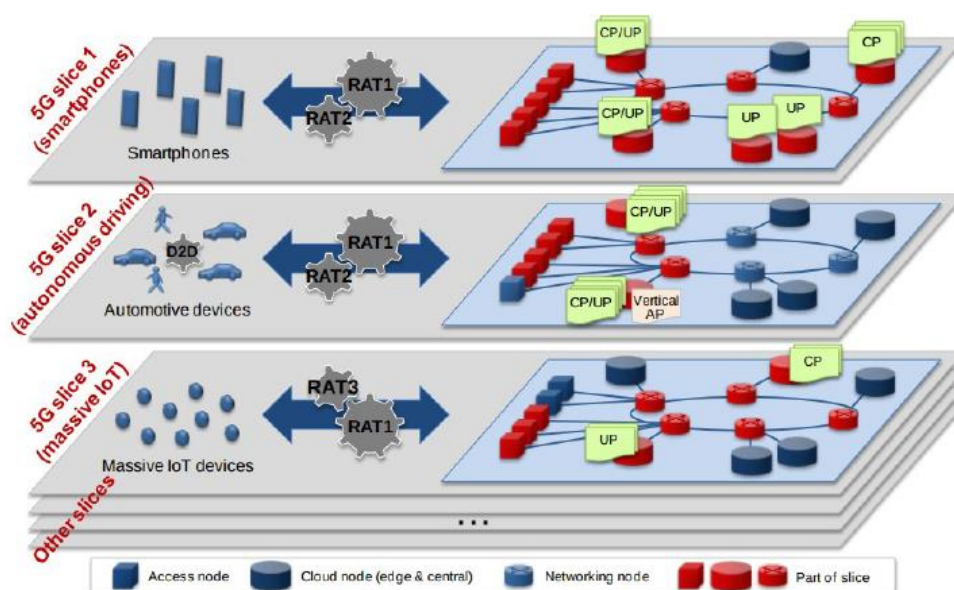 5G slice 1
(smartphones)
Smartphones
RAT1
RAT2
CP/UP
CP
CP/UP
UP
UP
5G slice 2
(autonomous driving)
D2D
Automotive devices
RAT1
RAT2
CP/UP
CP/UP
Vertical
AP
5G slice 3
(massive IoT)
Massive IoT devices
RAT3
RAT1
CP
UP
Other slices
...
Access node
Cloud node (edge & central)
Networking node
Part of slice